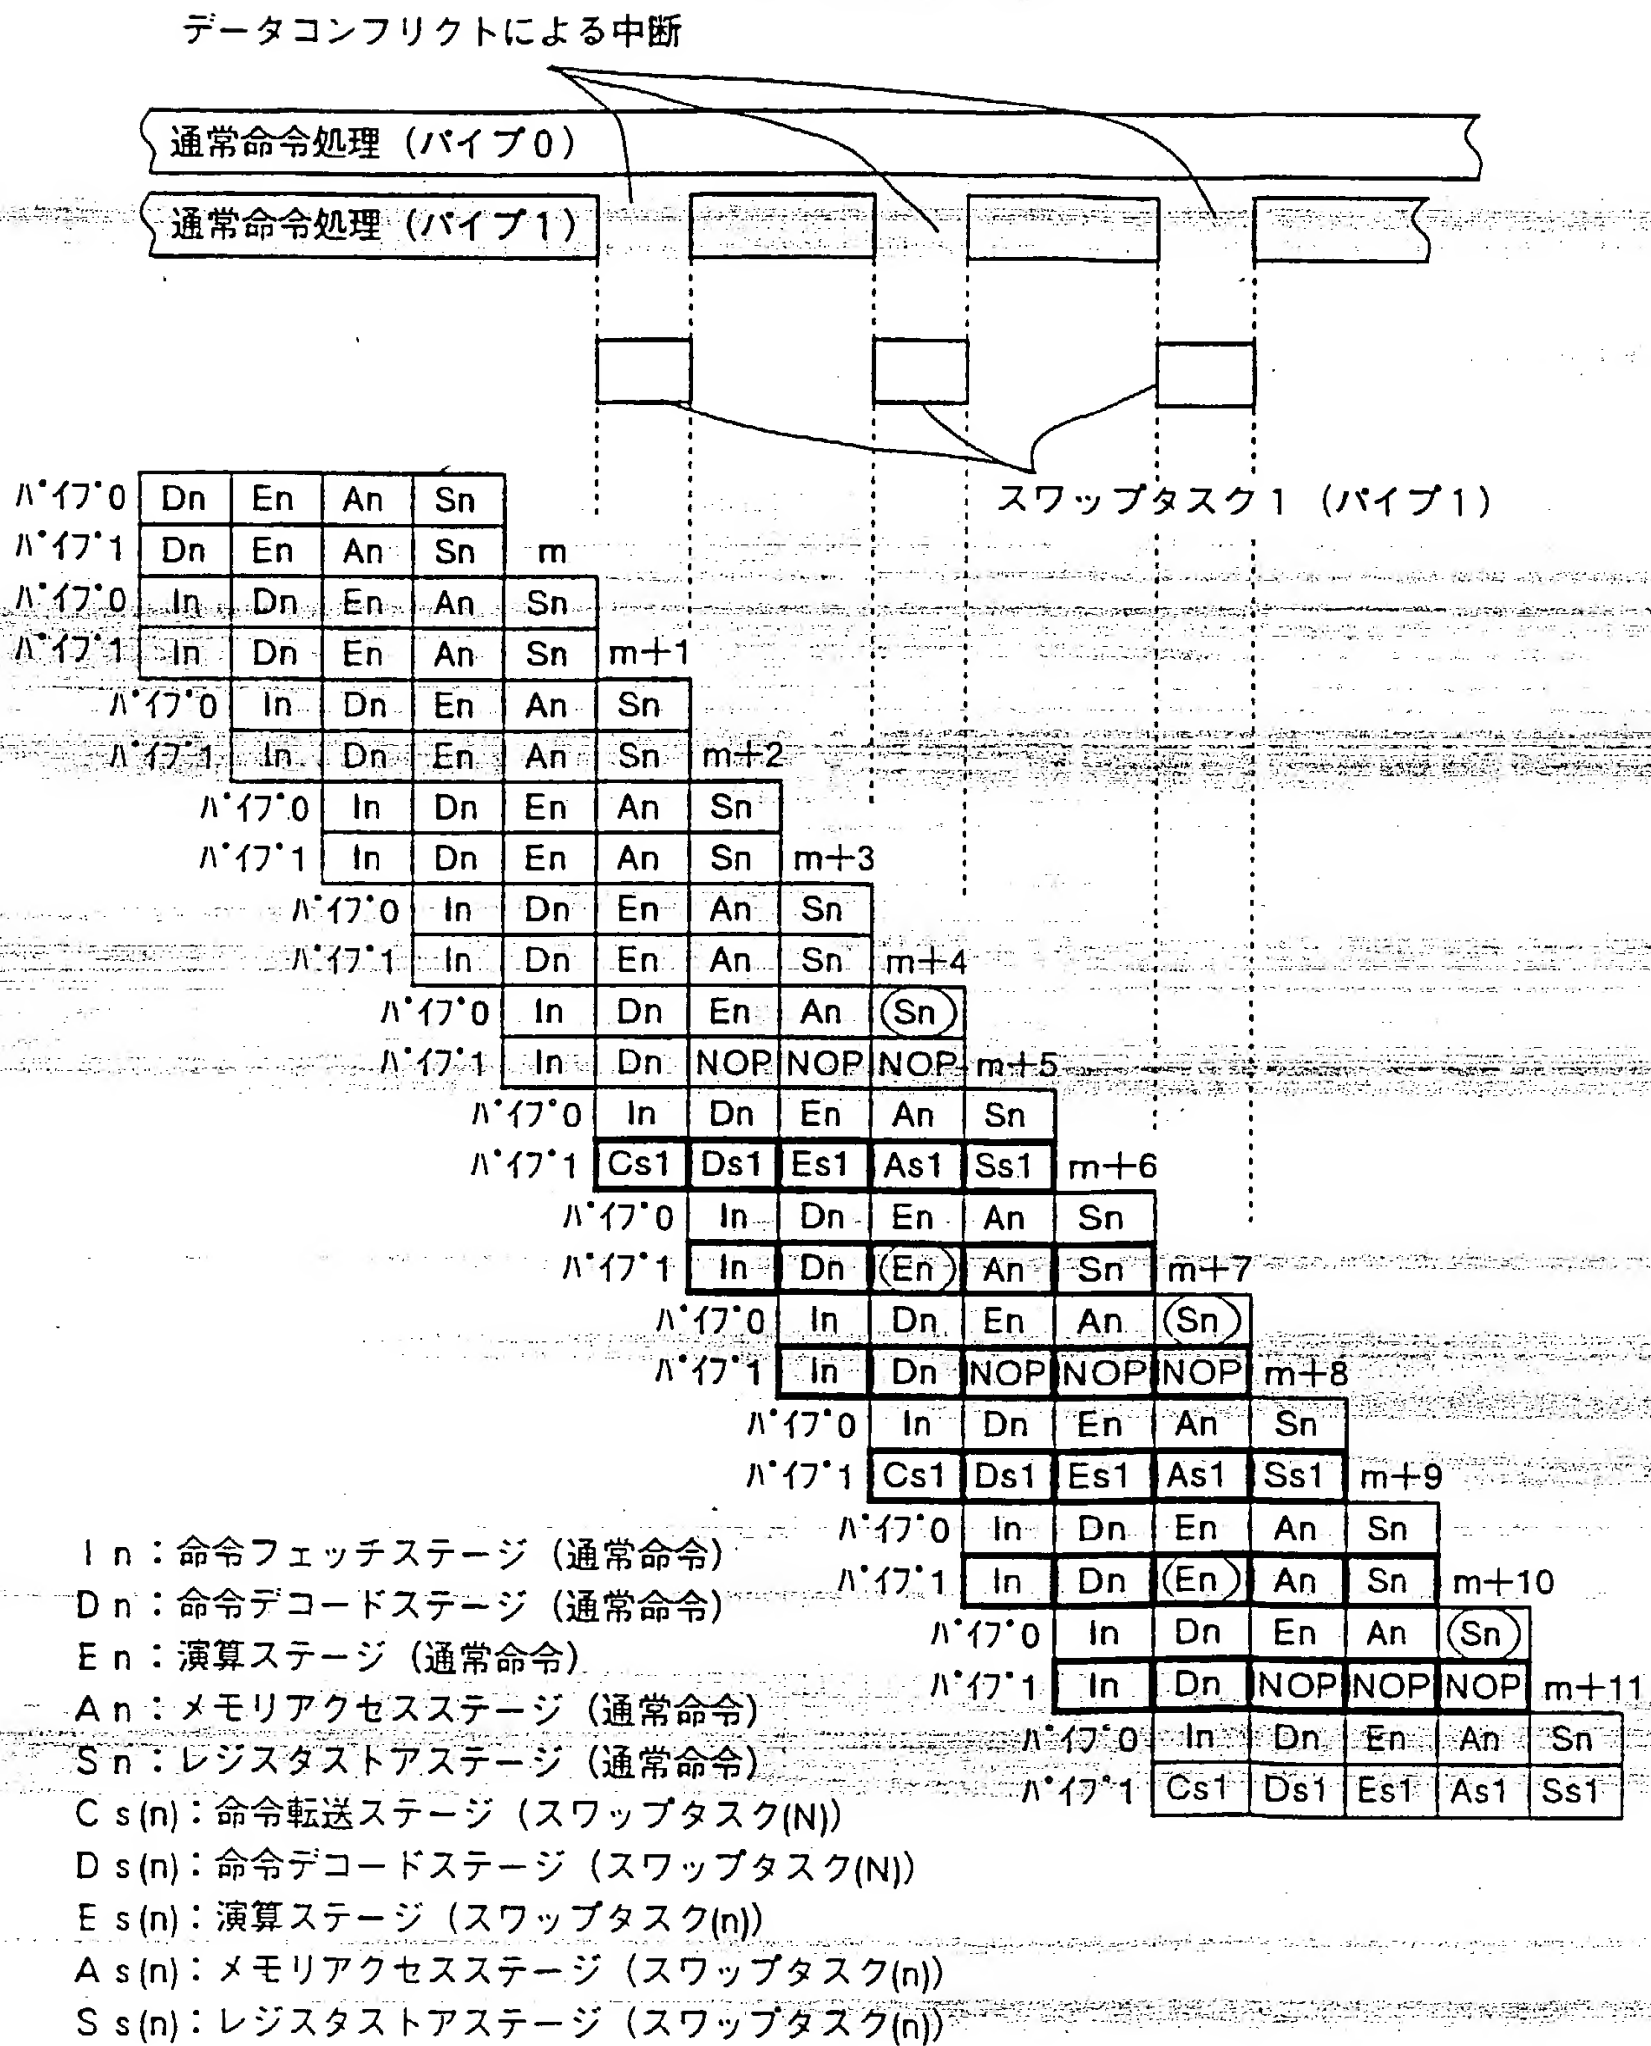 データコンフリクトによる中断
通常命令処理（パイプ0）
通常命令処理（パイプ1）
スワップタスク1（パイプ1）
ﾊﾟｲﾌﾟ0 Dn En An Sn
ﾊﾟｲﾌﾟ1 Dn En An Sn m
ﾊﾟｲﾌﾟ0 In Dn En An Sn
ﾊﾟｲﾌﾟ1 In Dn En An Sn m+1
ﾊﾟｲﾌﾟ0 In Dn En An Sn
ﾊﾟｲﾌﾟ1 In Dn En An Sn m+2
ﾊﾟｲﾌﾟ0 In Dn En An Sn
ﾊﾟｲﾌﾟ1 In Dn En An Sn m+3
ﾊﾟｲﾌﾟ0 In Dn En An Sn
ﾊﾟｲﾌﾟ1 In Dn En An Sn m+4
ﾊﾟｲﾌﾟ0 In Dn En An Sn
ﾊﾟｲﾌﾟ1 In Dn NOP NOP NOP m+5
ﾊﾟｲﾌﾟ0 In Dn En An Sn
ﾊﾟｲﾌﾟ1 Cs1 Ds1 Es1 As1 Ss1 m+6
ﾊﾟｲﾌﾟ0 In Dn En An Sn
ﾊﾟｲﾌﾟ1 In Dn En An Sn m+7
ﾊﾟｲﾌﾟ0 In Dn En An Sn
ﾊﾟｲﾌﾟ1 In Dn NOP NOP NOP m+8
ﾊﾟｲﾌﾟ0 In Dn En An Sn
ﾊﾟｲﾌﾟ1 Cs1 Ds1 Es1 As1 Ss1 m+9
ﾊﾟｲﾌﾟ0 In Dn En An Sn
ﾊﾟｲﾌﾟ1 In Dn En An Sn m+10
ﾊﾟｲﾌﾟ0 In Dn En An Sn
ﾊﾟｲﾌﾟ1 In Dn NOP NOP NOP m+11
ﾊﾟｲﾌﾟ0 In Dn En An Sn
ﾊﾟｲﾌﾟ1 Cs1 Ds1 Es1 As1 Ss1
In：命令フェッチステージ（通常命令）
Dn：命令デコードステージ（通常命令）
En：演算ステージ（通常命令）
An：メモリアクセスステージ（通常命令）
Sn：レジスタストアステージ（通常命令）
Cs(n)：命令転送ステージ（スワップタスク(N)）
Ds(n)：命令デコードステージ（スワップタスク(N)）
Es(n)：演算ステージ（スワップタスク(n)）
As(n)：メモリアクセスステージ（スワップタスク(n)）
Ss(n)：レジスタストアステージ（スワップタスク(n)）